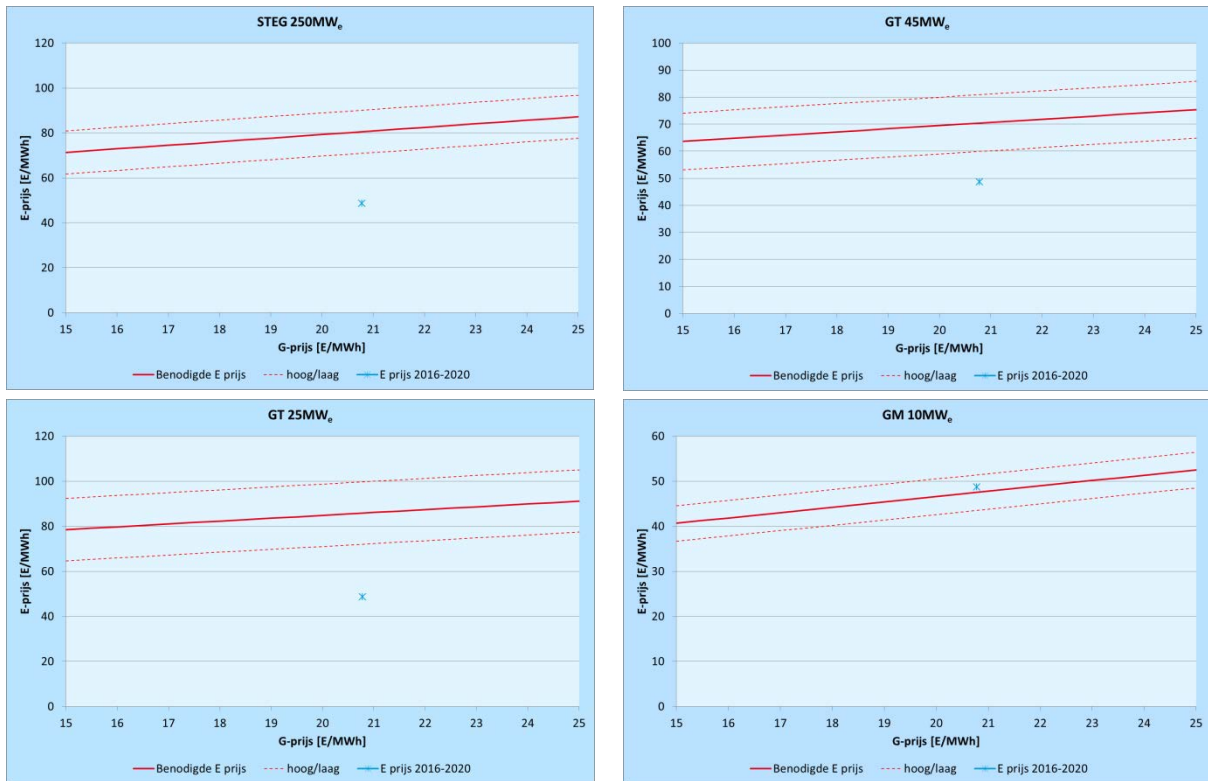 STEG 250MWe
E-prijs [E/MWh]
120
100
80
60
40
20
0
15 16 17 18 19 20 21 22 23 24 25
G-prijs [E/MWh]
Benodigde E prijs hoog/laag E prijs 2016-2020
GT 45MWe
E-prijs [E/MWh]
100
90
80
70
60
50
40
30
20
10
0
15 16 17 18 19 20 21 22 23 24 25
G-prijs [E/MWh]
Benodigde E prijs hoog/laag E prijs 2016-2020
GT 25MWe
E-prijs [E/MWh]
120
100
80
60
40
20
0
15 16 17 18 19 20 21 22 23 24 25
G-prijs [E/MWh]
Benodigde E prijs hoog/laag E prijs 2016-2020
GM 10MWe
E-prijs [E/MWh]
60
50
40
30
20
10
0
15 16 17 18 19 20 21 22 23 24 25
G-prijs [E/MWh]
Benodigde E prijs hoog/laag E prijs 2016-2020